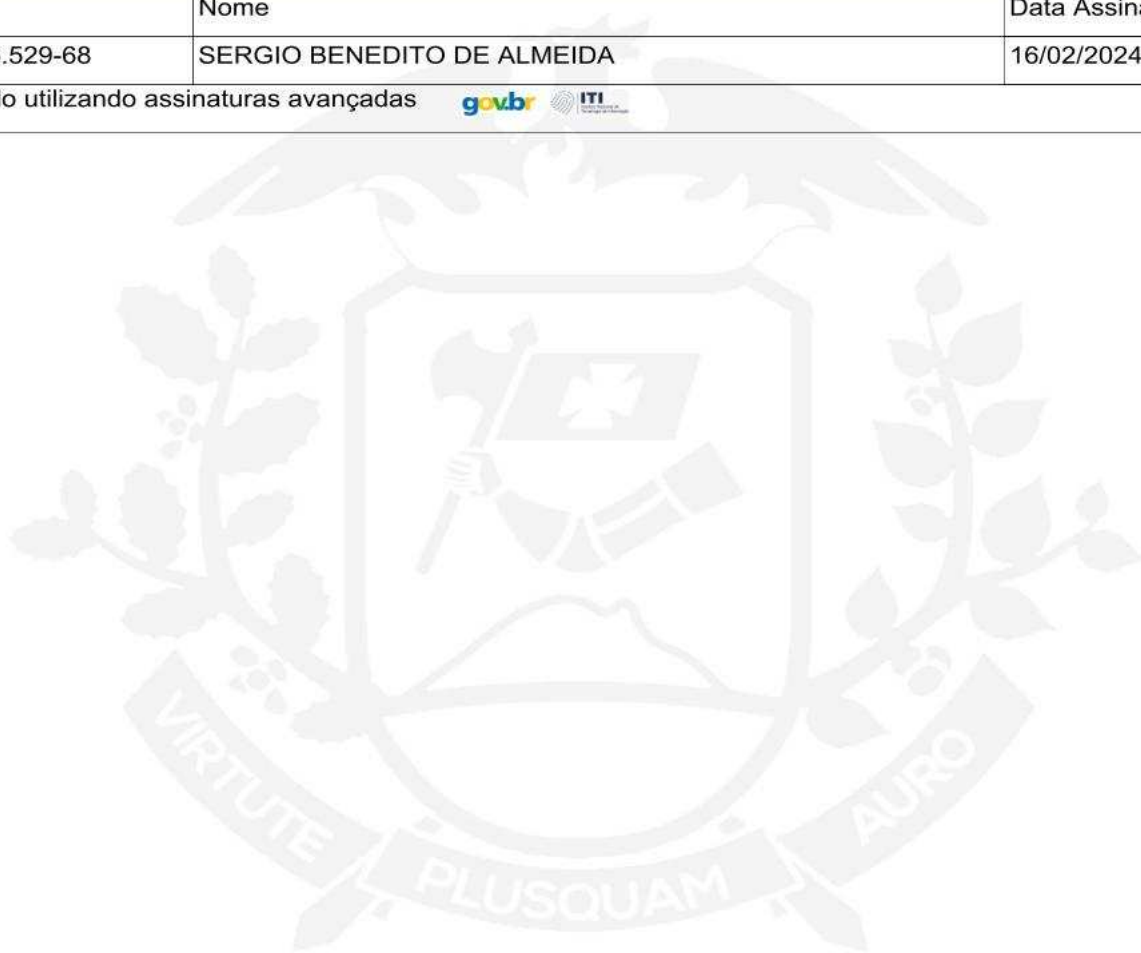 Nome Data Assina
.529-68 SERGIO BENEDITO DE ALMEIDA 16/02/2024
o utilizando assinaturas avançadas gov.br ITI
VIRTUTE PLUSQUAM AURO